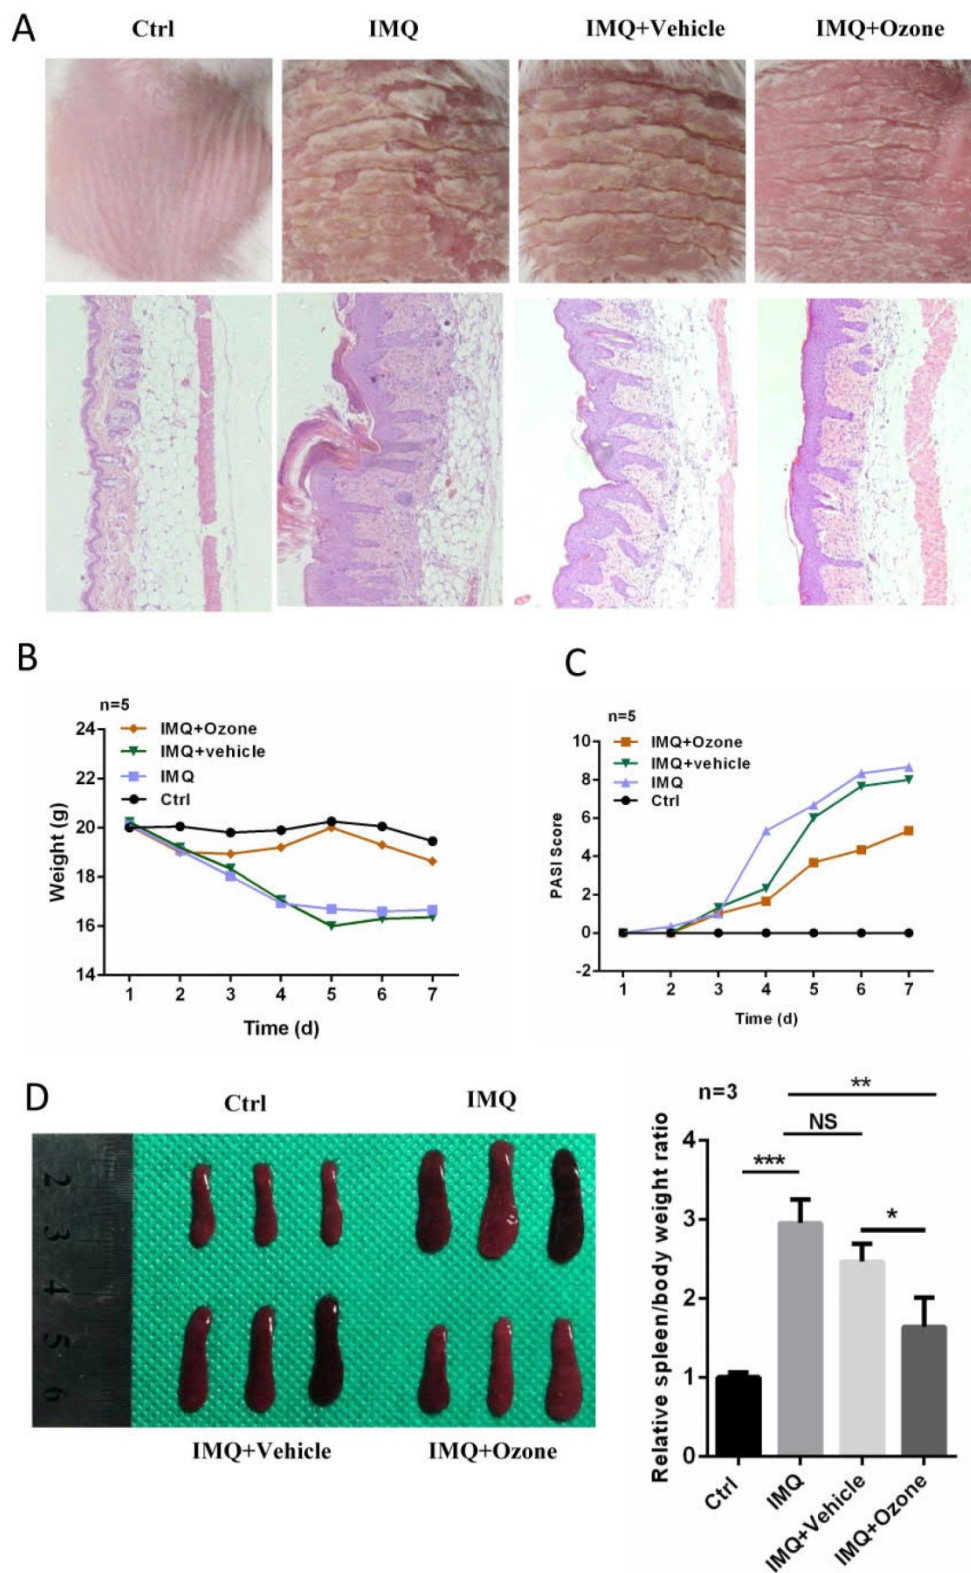 A
Ctrl IMQ IMQ+Vehicle IMQ+Ozone
B
n=5
IMQ+Ozone
IMQ+vehicle
IMQ
Ctrl
24
22
20
18
16
14
Weight (g)
1 2 3 4 5 6 7
Time (d)
C
n=5
IMQ+Ozone
IMQ+vehicle
IMQ
Ctrl
10
8
6
4
2
0
-2
PASI Score
1 2 3 4 5 6 7
Time (d)
D
Ctrl IMQ
2
3
4
5
6
IMQ+Vehicle IMQ+Ozone
n=3
**
NS
***
*
4
3
2
1
0
Relative spleen/body weight ratio
Ctrl
IMQ
IMQ+Vehicle
IMQ+Ozone